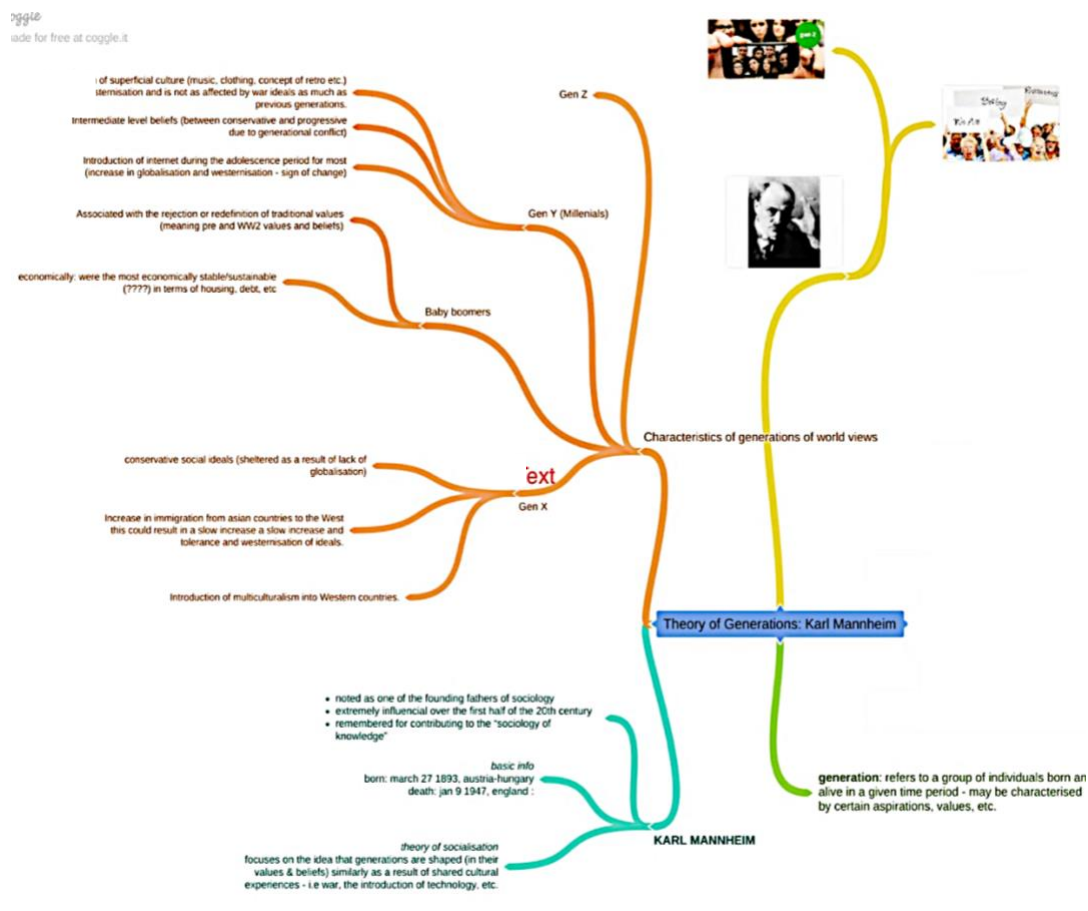 oggle
ade for free at coggle.it
gen z
Gen Z
of superficial culture (music, clothing, concept of retro etc.)
ternisation and is not as affected by war ideals as much as
previous generations.
Intermediate level beliefs (between conservative and progressive
due to generational conflict)
Introduction of internet during the adolescence period for most
(increase in globalisation and westernisation - sign of change)
Gen Y (Millenials)
Associated with the rejection or redefinition of traditional values
(meaning pre and WW2 values and beliefs)
economically: were the most economically stable/sustainable
(????) in terms of housing, debt, etc
Baby boomers
Characteristics of generations of world views
conservative social ideals (sheltered as a result of lack of
globalisation)
ext
Gen X
Increase in immigration from asian countries to the West
this could result in a slow increase a slow increase and
tolerance and westernisation of ideals.
Introduction of multiculturalism into Western countries.
Theory of Generations: Karl Mannheim
• noted as one of the founding fathers of sociology
• extremely influencial over the first half of the 20th century
• remembered for contributing to the "sociology of
knowledge"
basic info
born: march 27 1893, austria-hungary
death: jan 9 1947, england :
KARL MANNHEIM
theory of socialisation
focuses on the idea that generations are shaped (in their
values & beliefs) similarly as a result of shared cultural
experiences - i.e war, the introduction of technology, etc.
generation: refers to a group of individuals born an
alive in a given time period - may be characterised
by certain aspirations, values, etc.